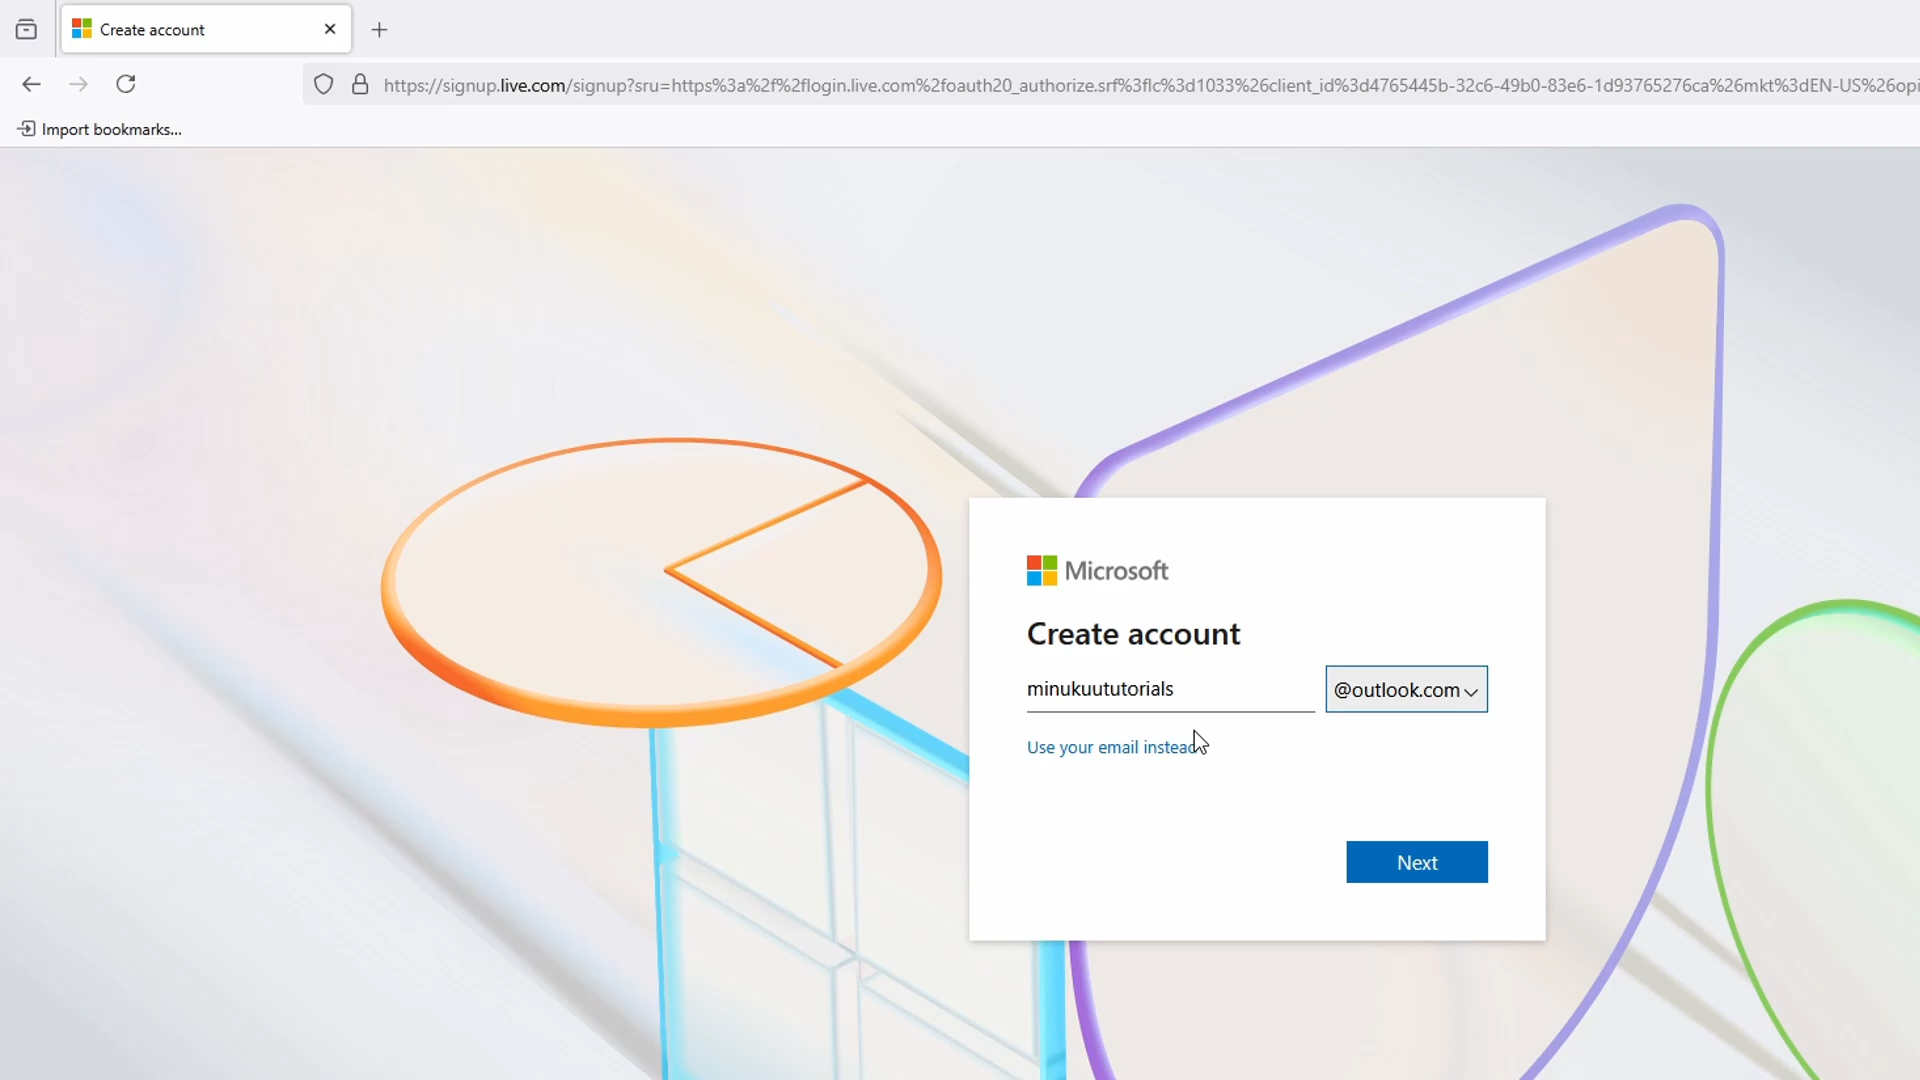 Create account
https://signup.live.com/signup?sru=https%3a%2f%2flogin.live.com%2foauth20_authorize.srf%3flc%3d1033%26client_id%3d4765445b-32c6-49b0-83e6-1d93765276ca%26mkt%3dEN-US%26opi
Import bookmarks...
Microsoft
Create account
minukuututorials @outlook.com
Use your email instead
Next